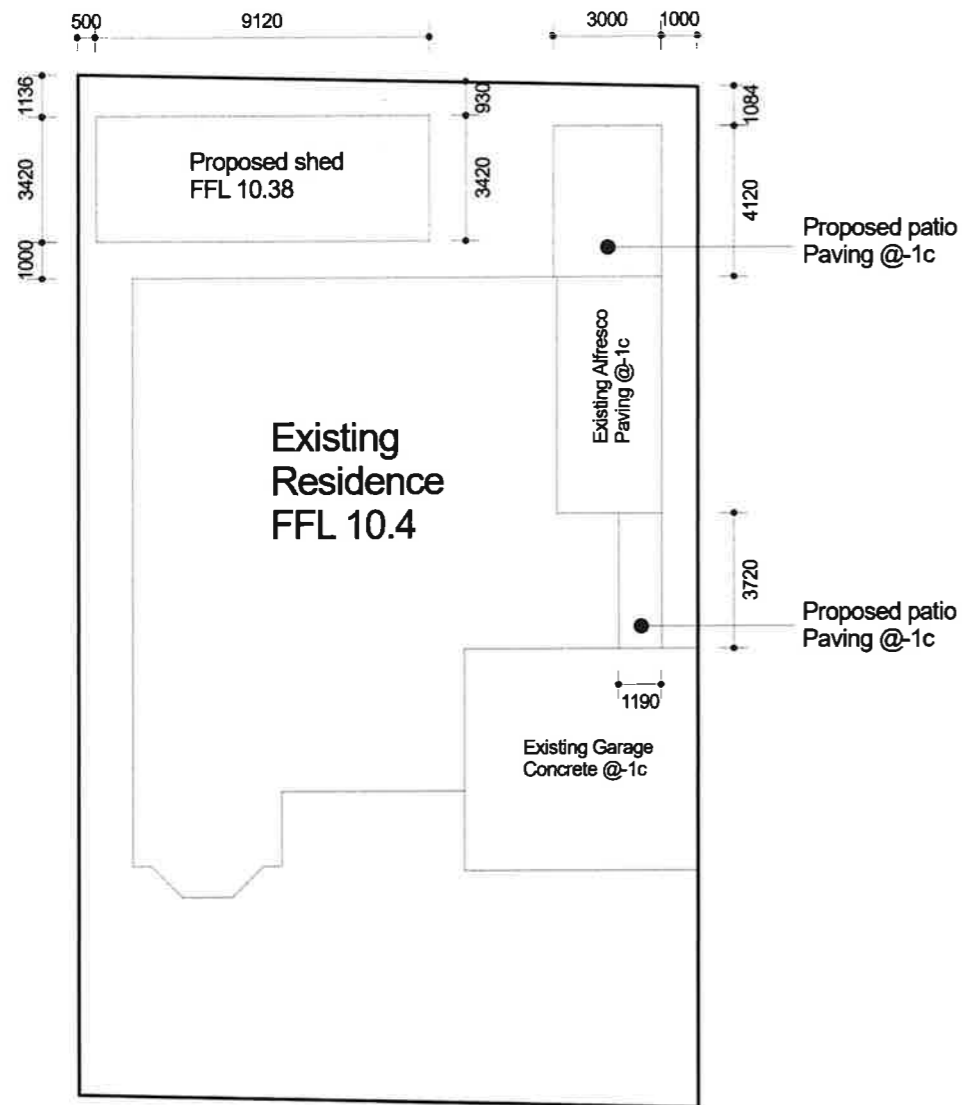 500
9120
3000
1000
1136
930
1084
3420
Proposed shed
FFL 10.38
3420
4120
Proposed patio
Paving @-1c
1000
Existing Alfresco
Paving @-1c
Existing
Residence
FFL 10.4
3720
Proposed patio
Paving @-1c
1190
Existing Garage
Concrete @-1c